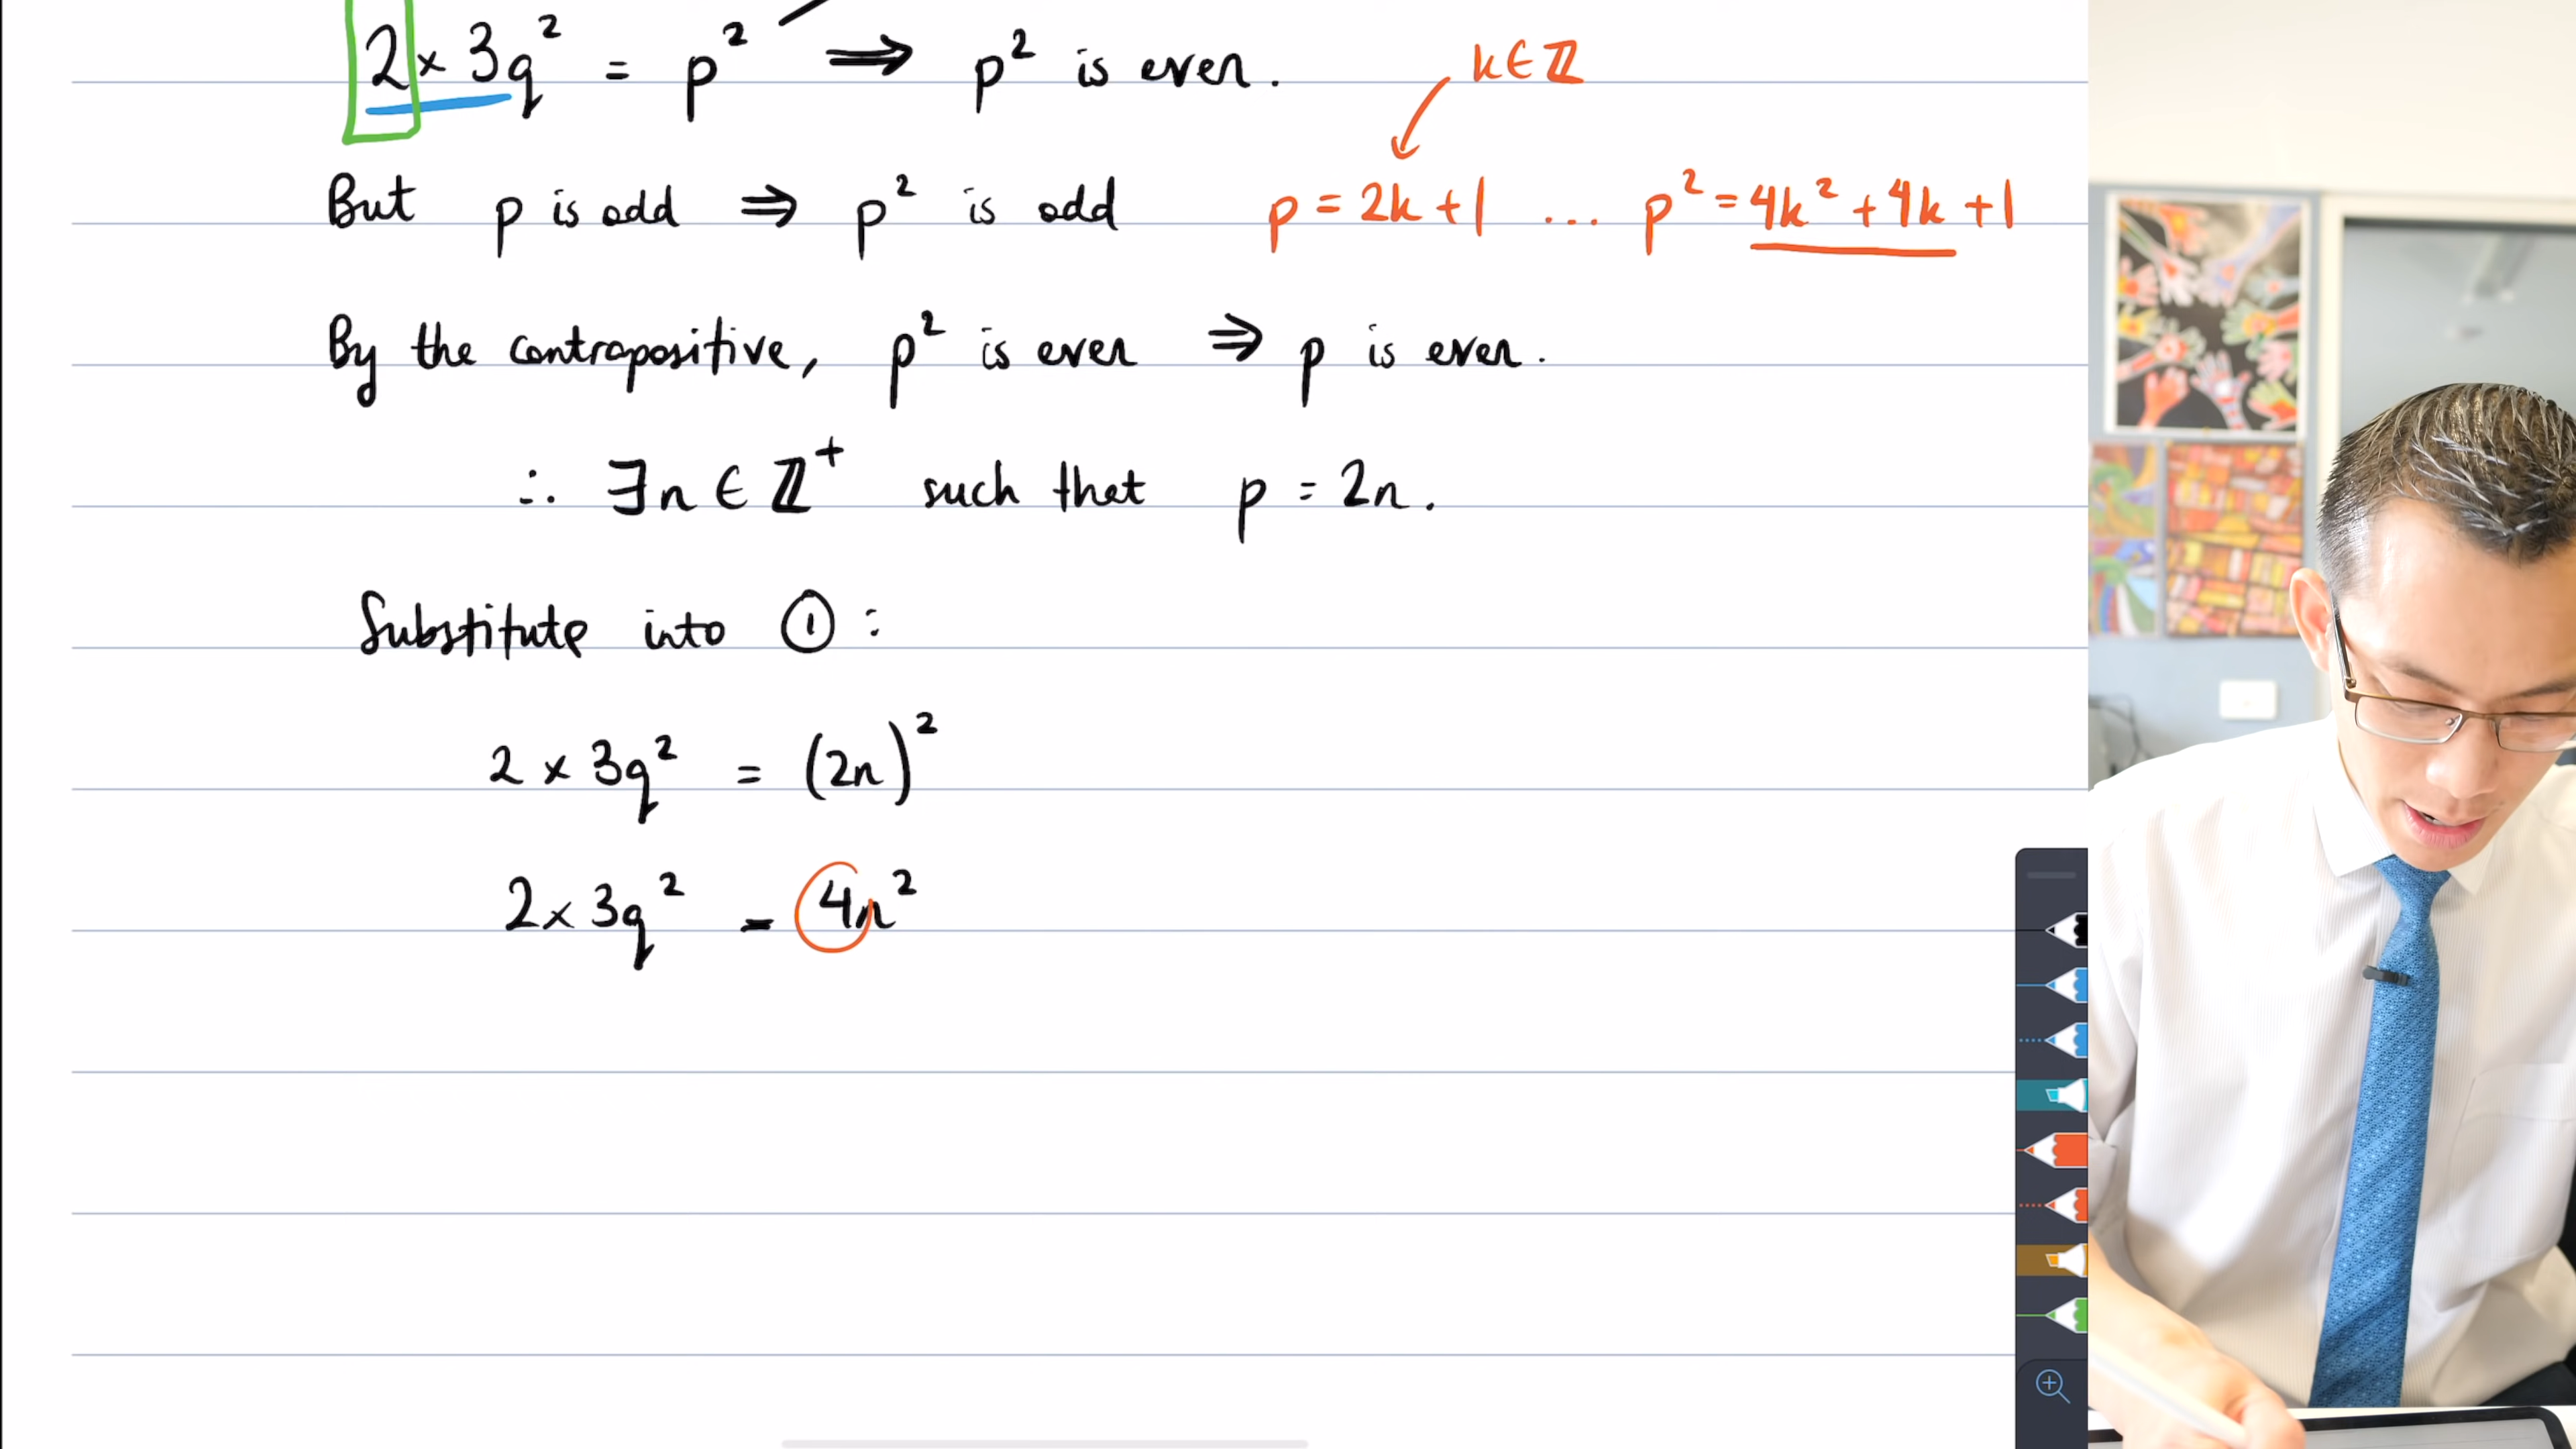 2 × 3q² = p² ⇒ p² is even.
k ∈ ℤ
But p is odd ⇒ p² is odd
p = 2k + 1 ... p² = 4k² + 4k + 1
By the contrapositive, p² is even ⇒ p is even.
∴ ∃n ∈ ℤ⁺ such that p = 2n.
Substitute into ①:
2 × 3q² = (2n)²
2 × 3q² = 4n²